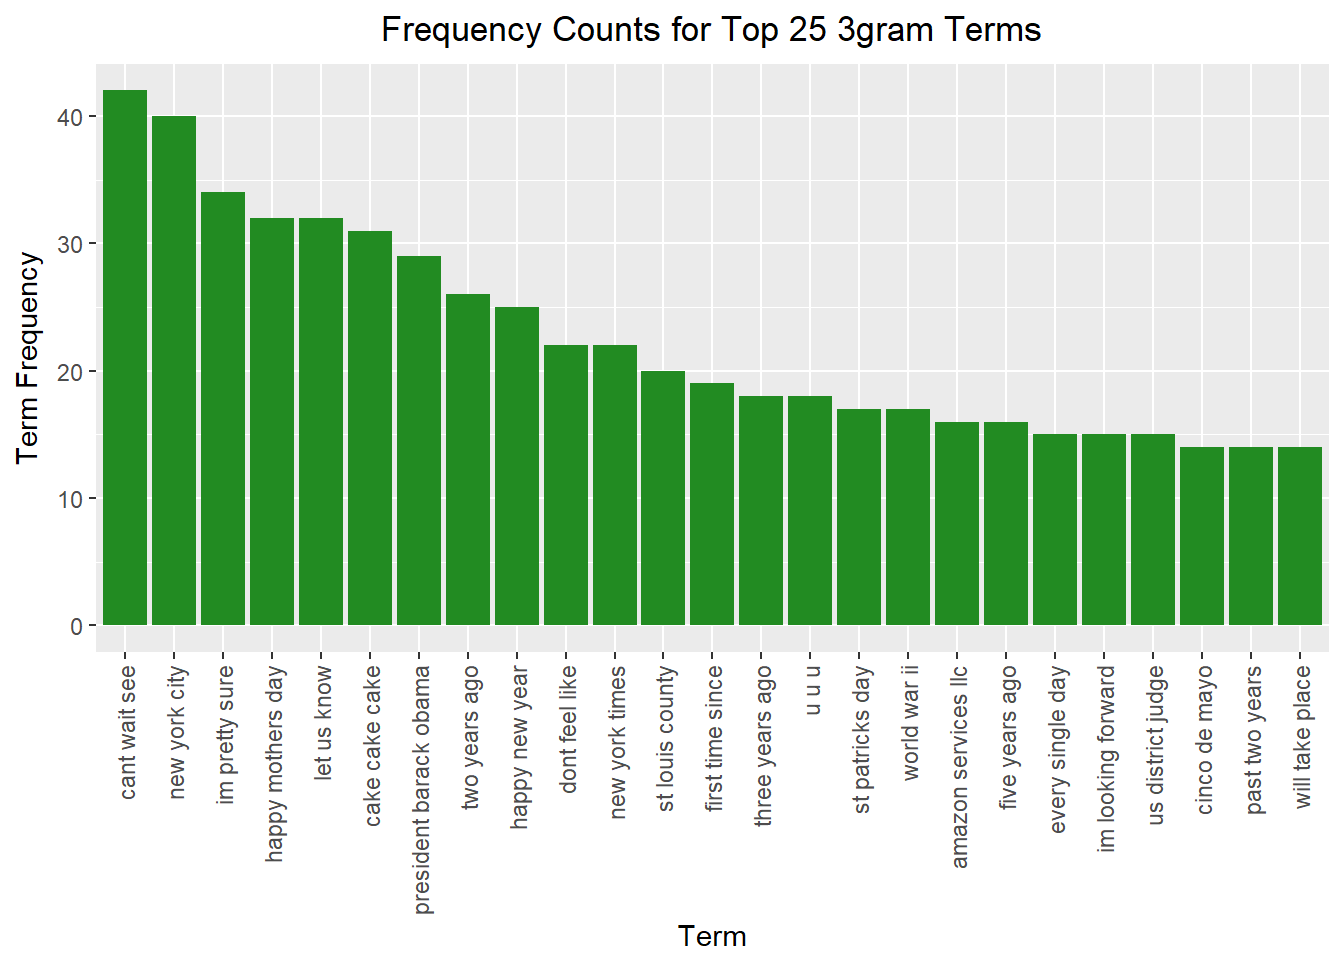 Frequency Counts for Top 25 3gram Terms
Term Frequency
40
30
20
10
0
cant wait see
new york city
im pretty sure
happy mothers day
let us know
cake cake cake
president barack obama
two years ago
happy new year
dont feel like
new york times
st louis county
first time since
three years ago
u u u
st patricks day
world war ii
amazon services llc
five years ago
every single day
im looking forward
us district judge
cinco de mayo
past two years
will take place
Term